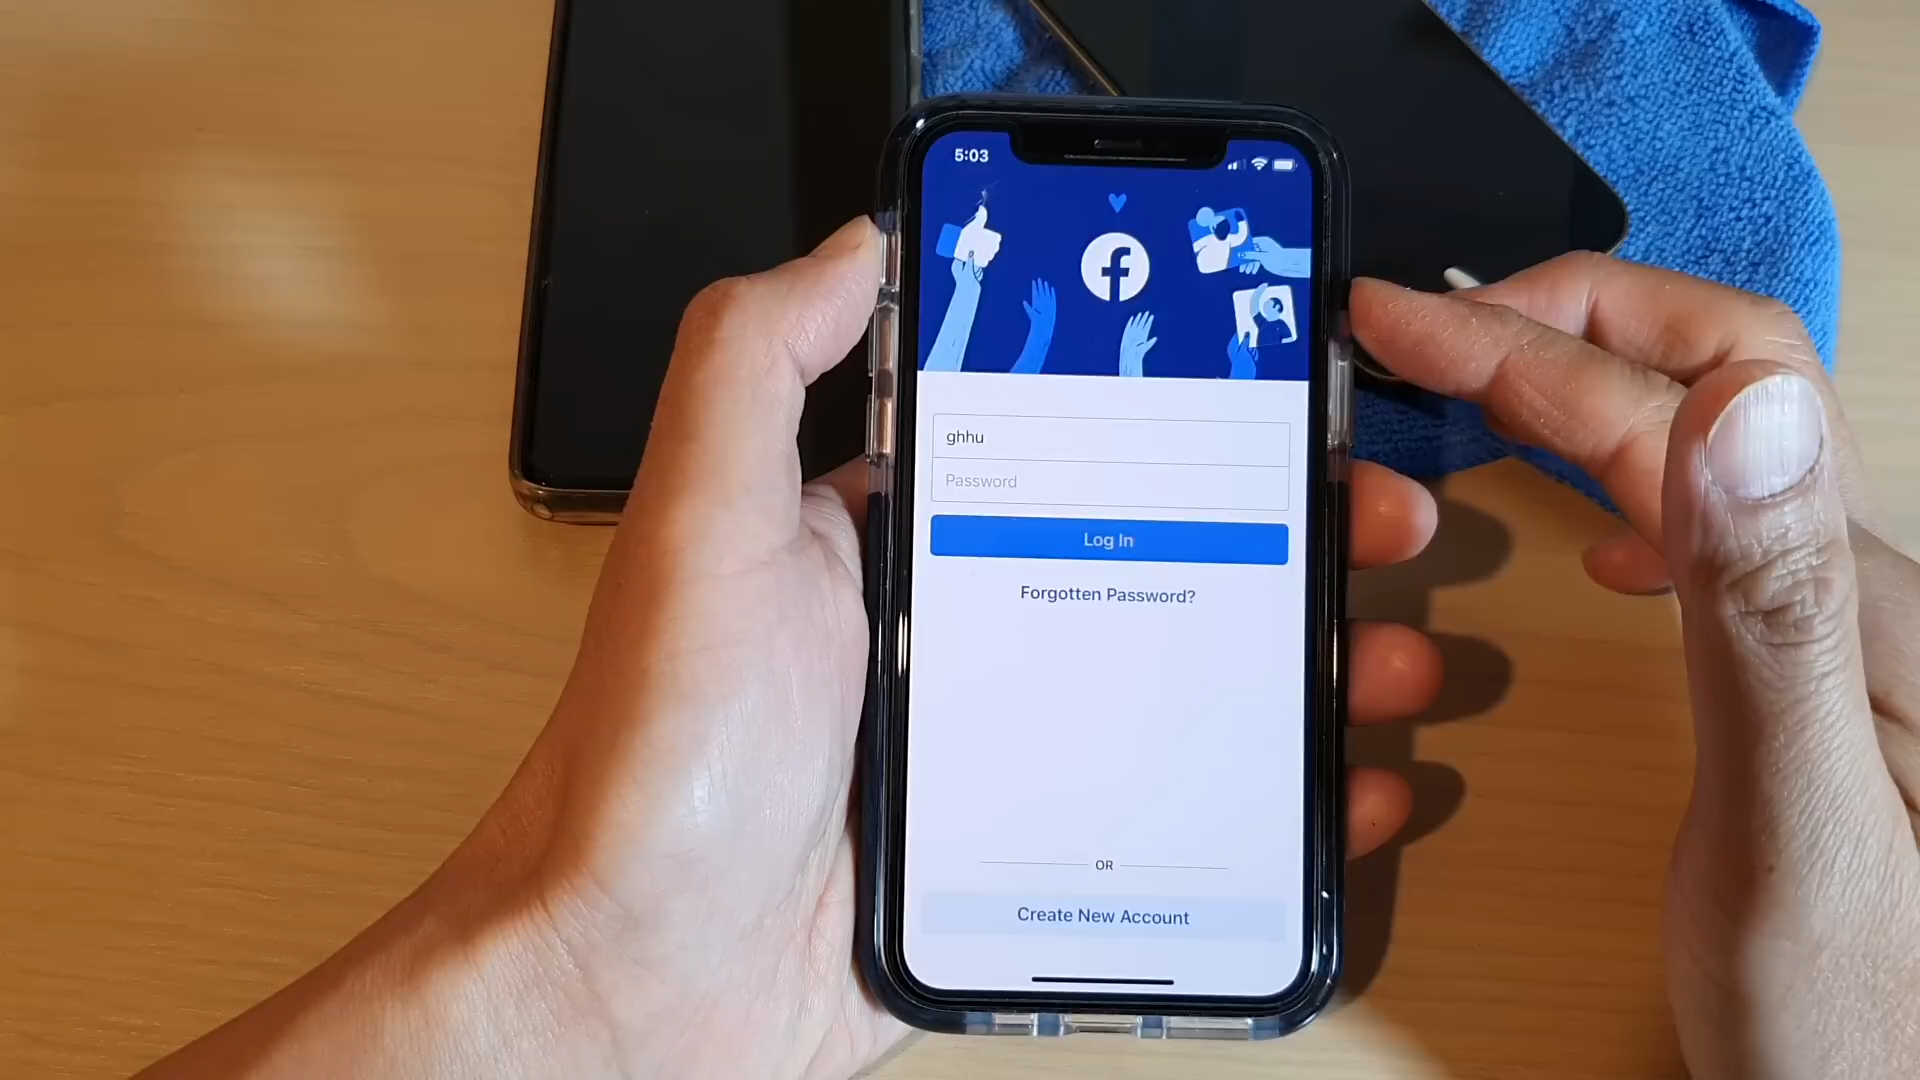 5:03
ghhu
Password
Log In
Forgotten Password?
OR
Create New Account